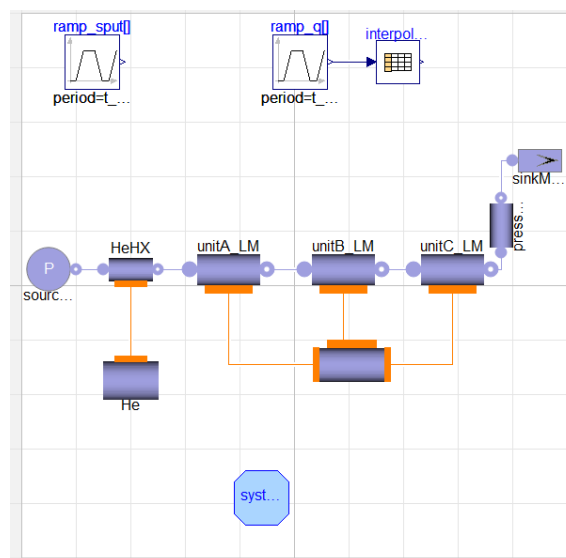 ramp_sput[]
ramp_q[]
interpol...
period=t_...
period=t_...
sinkM...
press...
HeHX
unitA_LM
unitB_LM
unitC_LM
P
sourc...
He
syst...